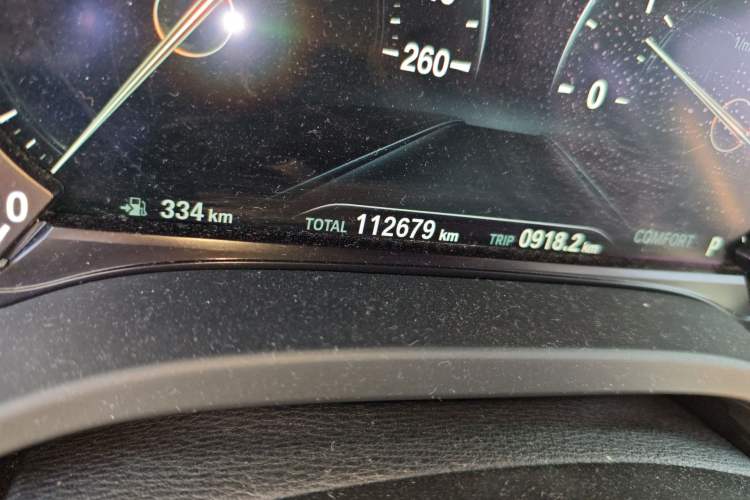 260
0
0
334 km
TOTAL 112679 km
TRIP 0918.2 km
COMFORT P